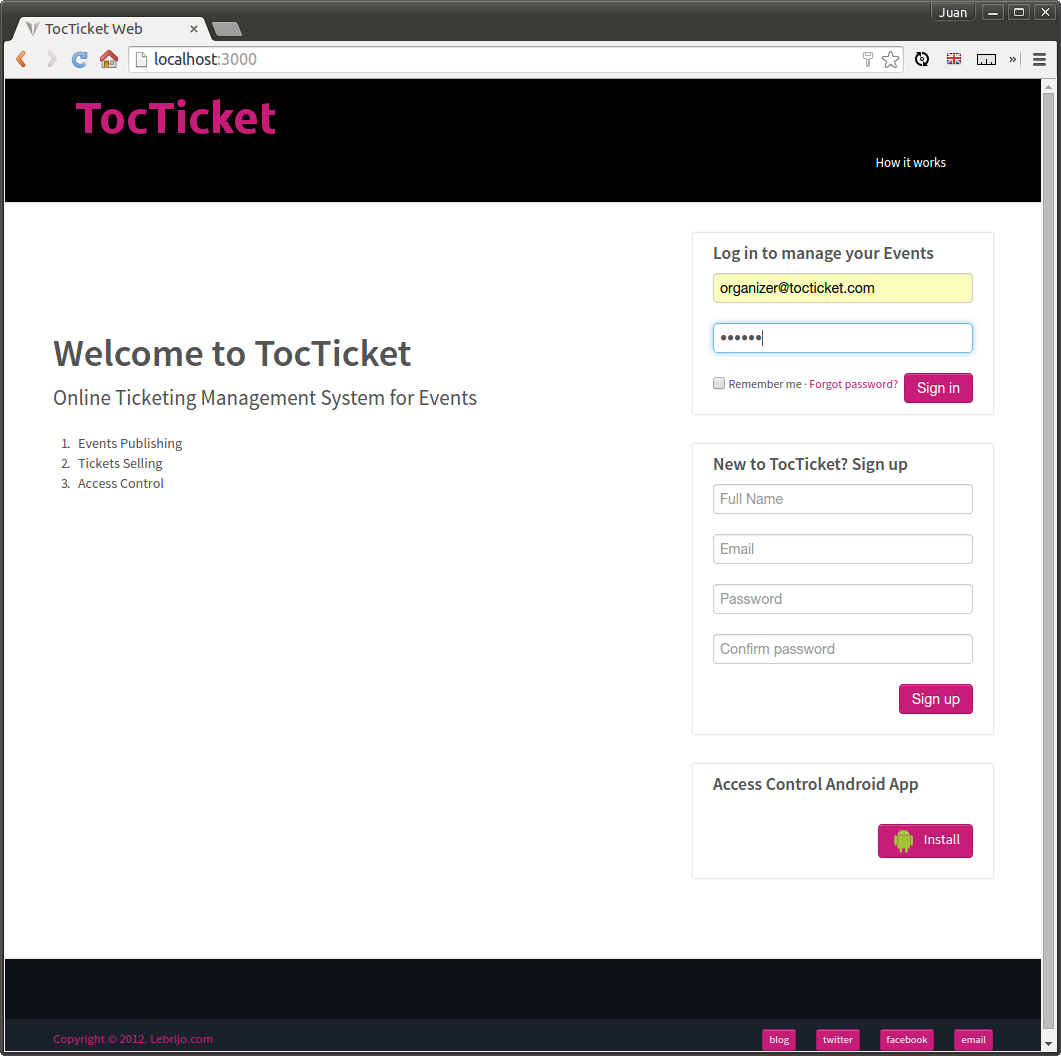 Juan
TocTicket Web
localhost:3000
TocTicket
How it works
Log in to manage your Events
organizer@tocticket.com
••••••
Remember me · Forgot password? Sign in
Welcome to TocTicket
Online Ticketing Management System for Events
1. Events Publishing
2. Tickets Selling
3. Access Control
New to TocTicket? Sign up
Full Name
Email
Password
Confirm password
Sign up
Access Control Android App
Install
Copyright © 2012. Lebrijo.com
blog twitter facebook email